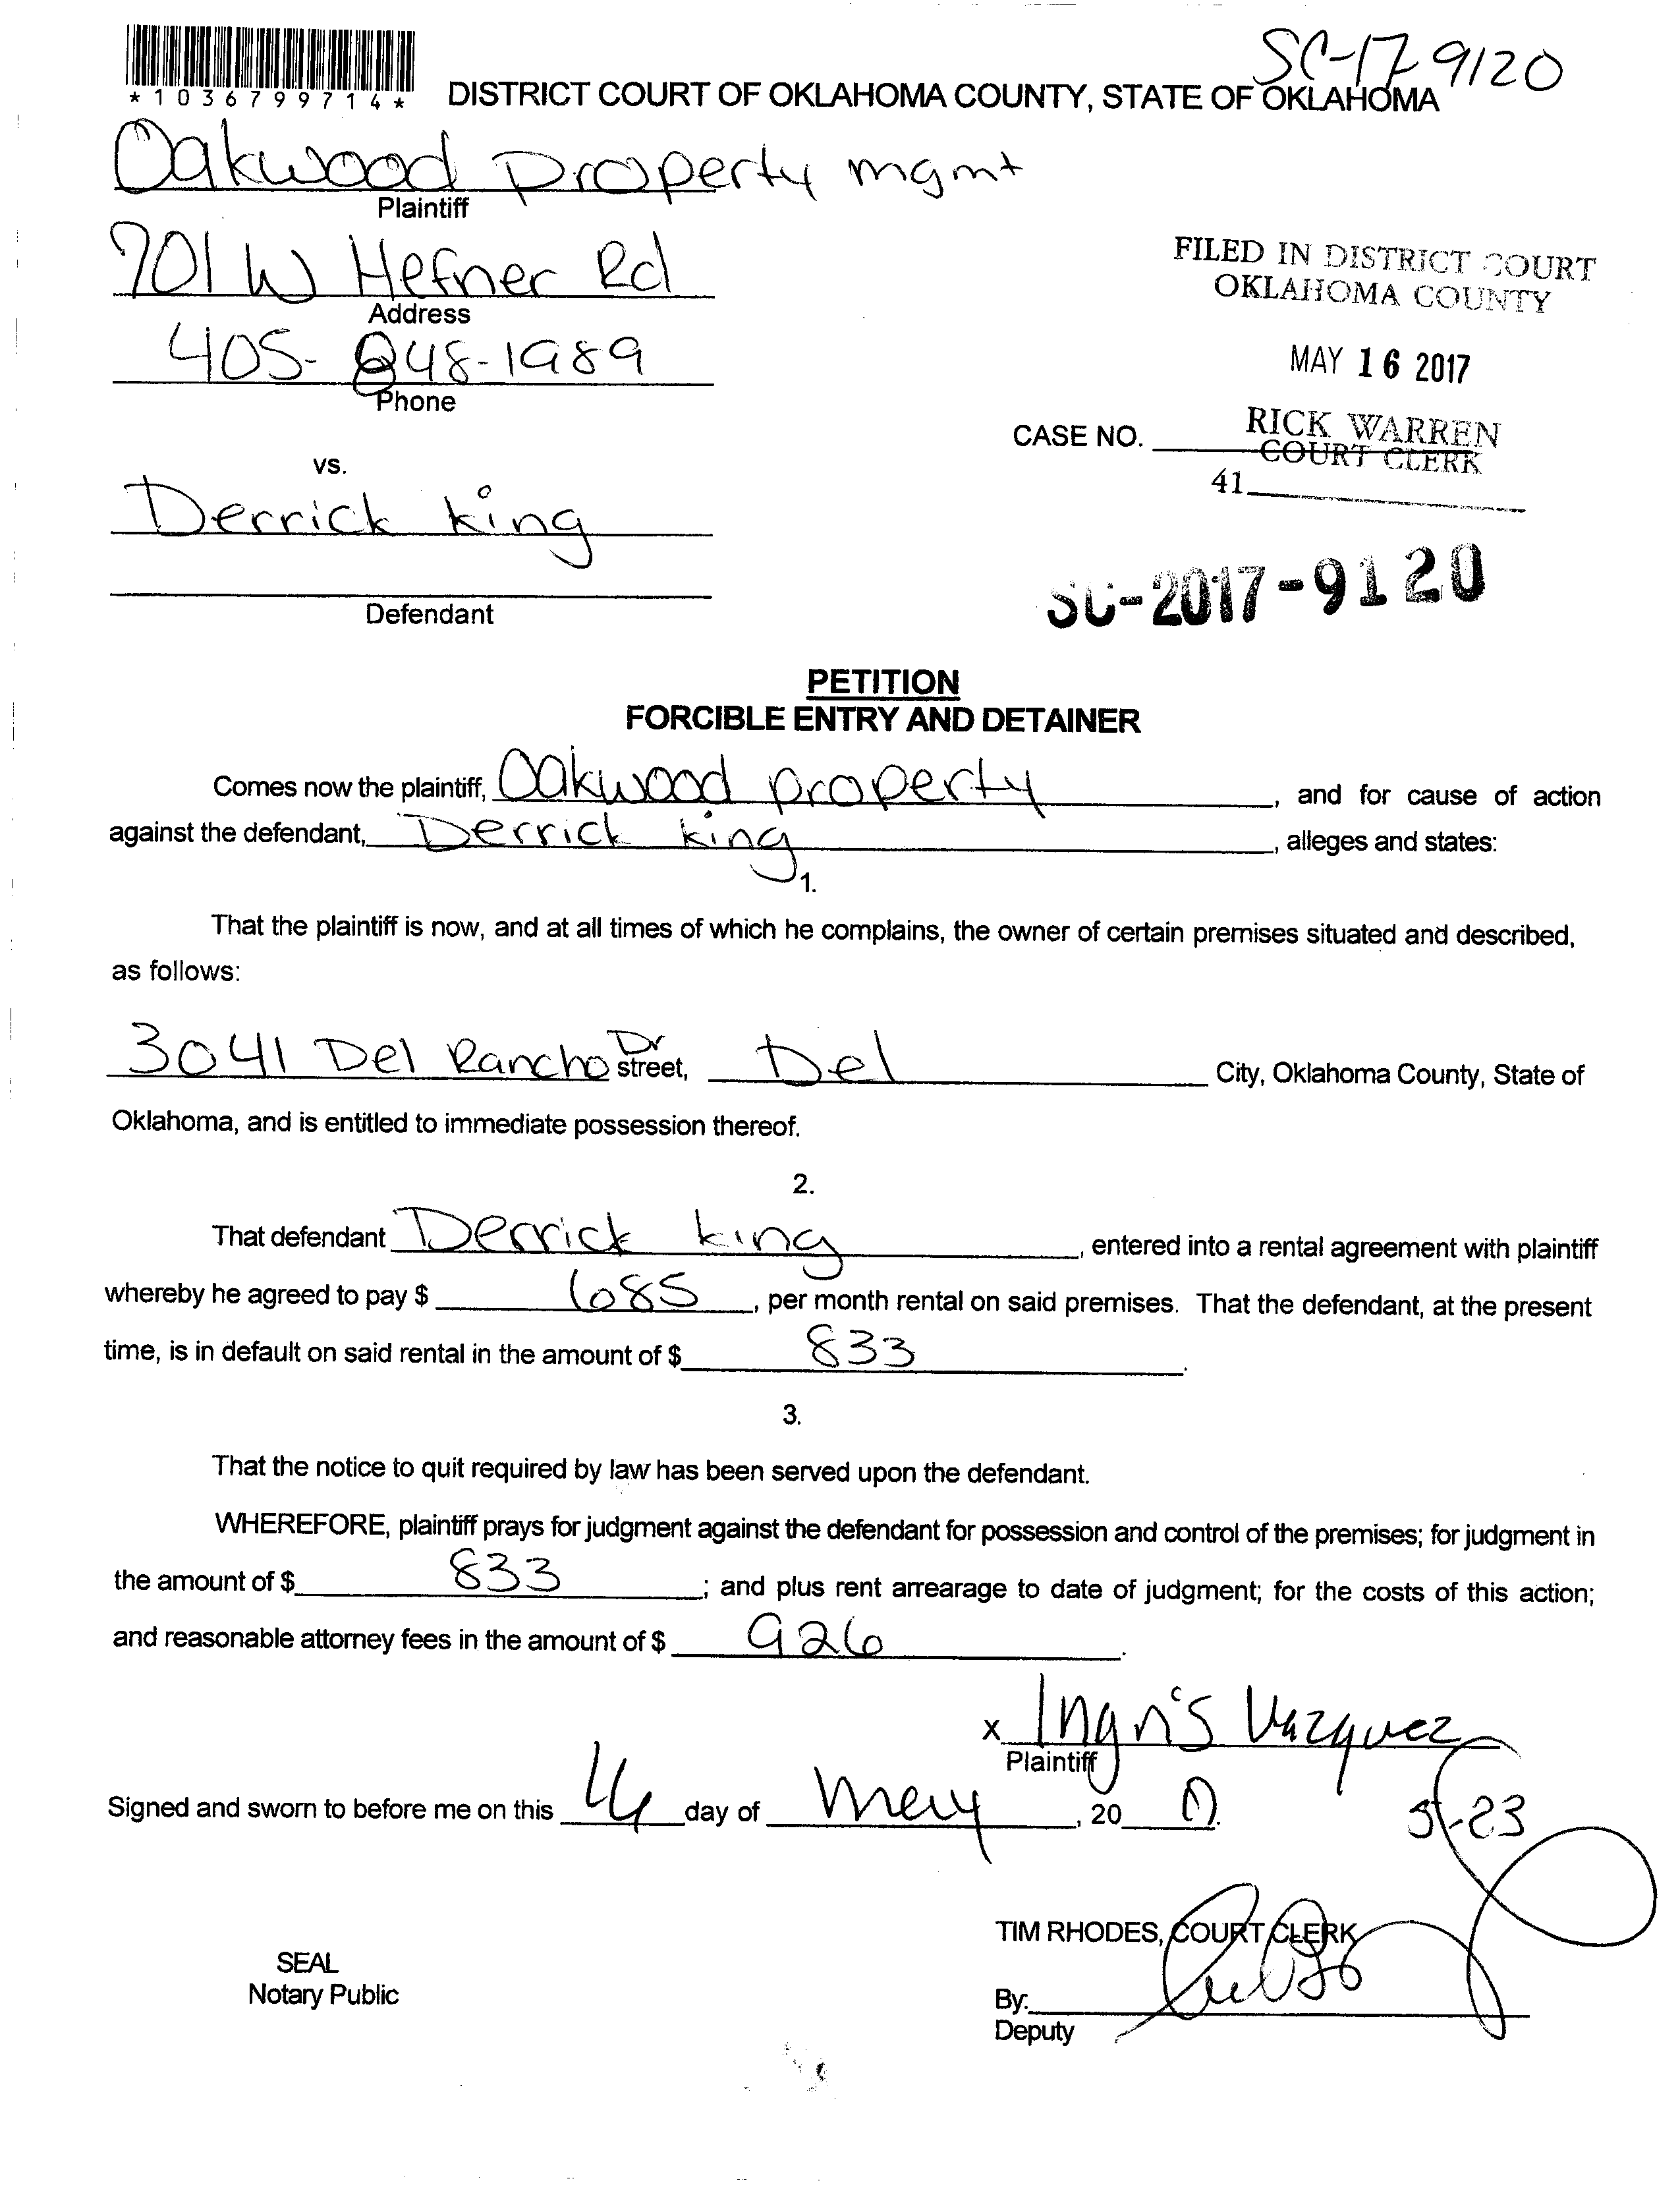 SC-17-9120
*1036799714*
DISTRICT COURT OF OKLAHOMA COUNTY, STATE OF OKLAHOMA
Oakwood Property mgmt
Plaintiff
901 W Hefner Rd
Address
405-848-1989
Phone
FILED IN DISTRICT COURT
OKLAHOMA COUNTY
MAY 16 2017
RICK WARREN
CASE NO.
COURT CLERK
41
vs.
Derrick King
Defendant
SC-2017-9120
PETITION
FORCIBLE ENTRY AND DETAINER
Comes now the plaintiff, Oakwood property, and for cause of action
against the defendant, Derrick King, alleges and states:
1.
That the plaintiff is now, and at all times of which he complains, the owner of certain premises situated and described,
as follows:
3041 Del Rancho Dr street, Del City, Oklahoma County, State of
Oklahoma, and is entitled to immediate possession thereof.
2.
That defendant Derrick King, entered into a rental agreement with plaintiff
whereby he agreed to pay $ 685, per month rental on said premises. That the defendant, at the present
time, is in default on said rental in the amount of $ 833.
3.
That the notice to quit required by law has been served upon the defendant.
WHEREFORE, plaintiff prays for judgment against the defendant for possession and control of the premises; for judgment in
the amount of $ 833; and plus rent arrearage to date of judgment; for the costs of this action;
and reasonable attorney fees in the amount of $ 926.
x Ingris Vazquez
Plaintiff
Signed and sworn to before me on this 16 day of May, 20
5-23
TIM RHODES, COURT CLERK
SEAL
Notary Public
By:
Deputy